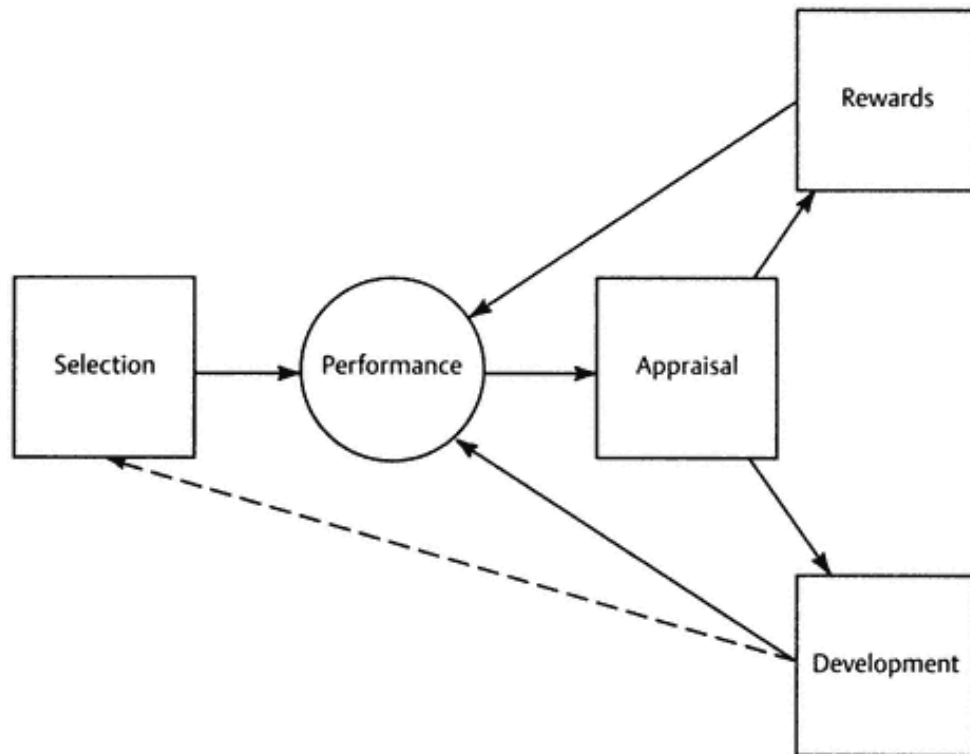 Rewards
Selection
Performance
Appraisal
Development